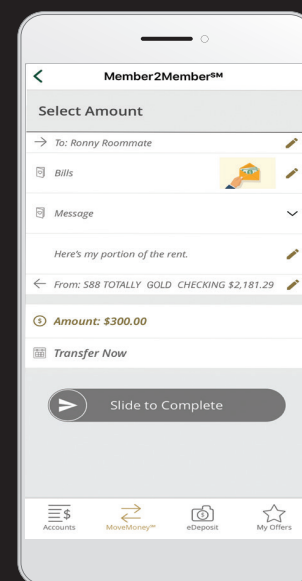 Member2Member℠
Select Amount
To: Ronny Roommate
Bills
Message
Here's my portion of the rent.
From: S88 TOTALLY GOLD CHECKING $2,181.29
Amount: $300.00
Transfer Now
Slide to Complete
Accounts MoveMoney℠ eDeposit My Offers